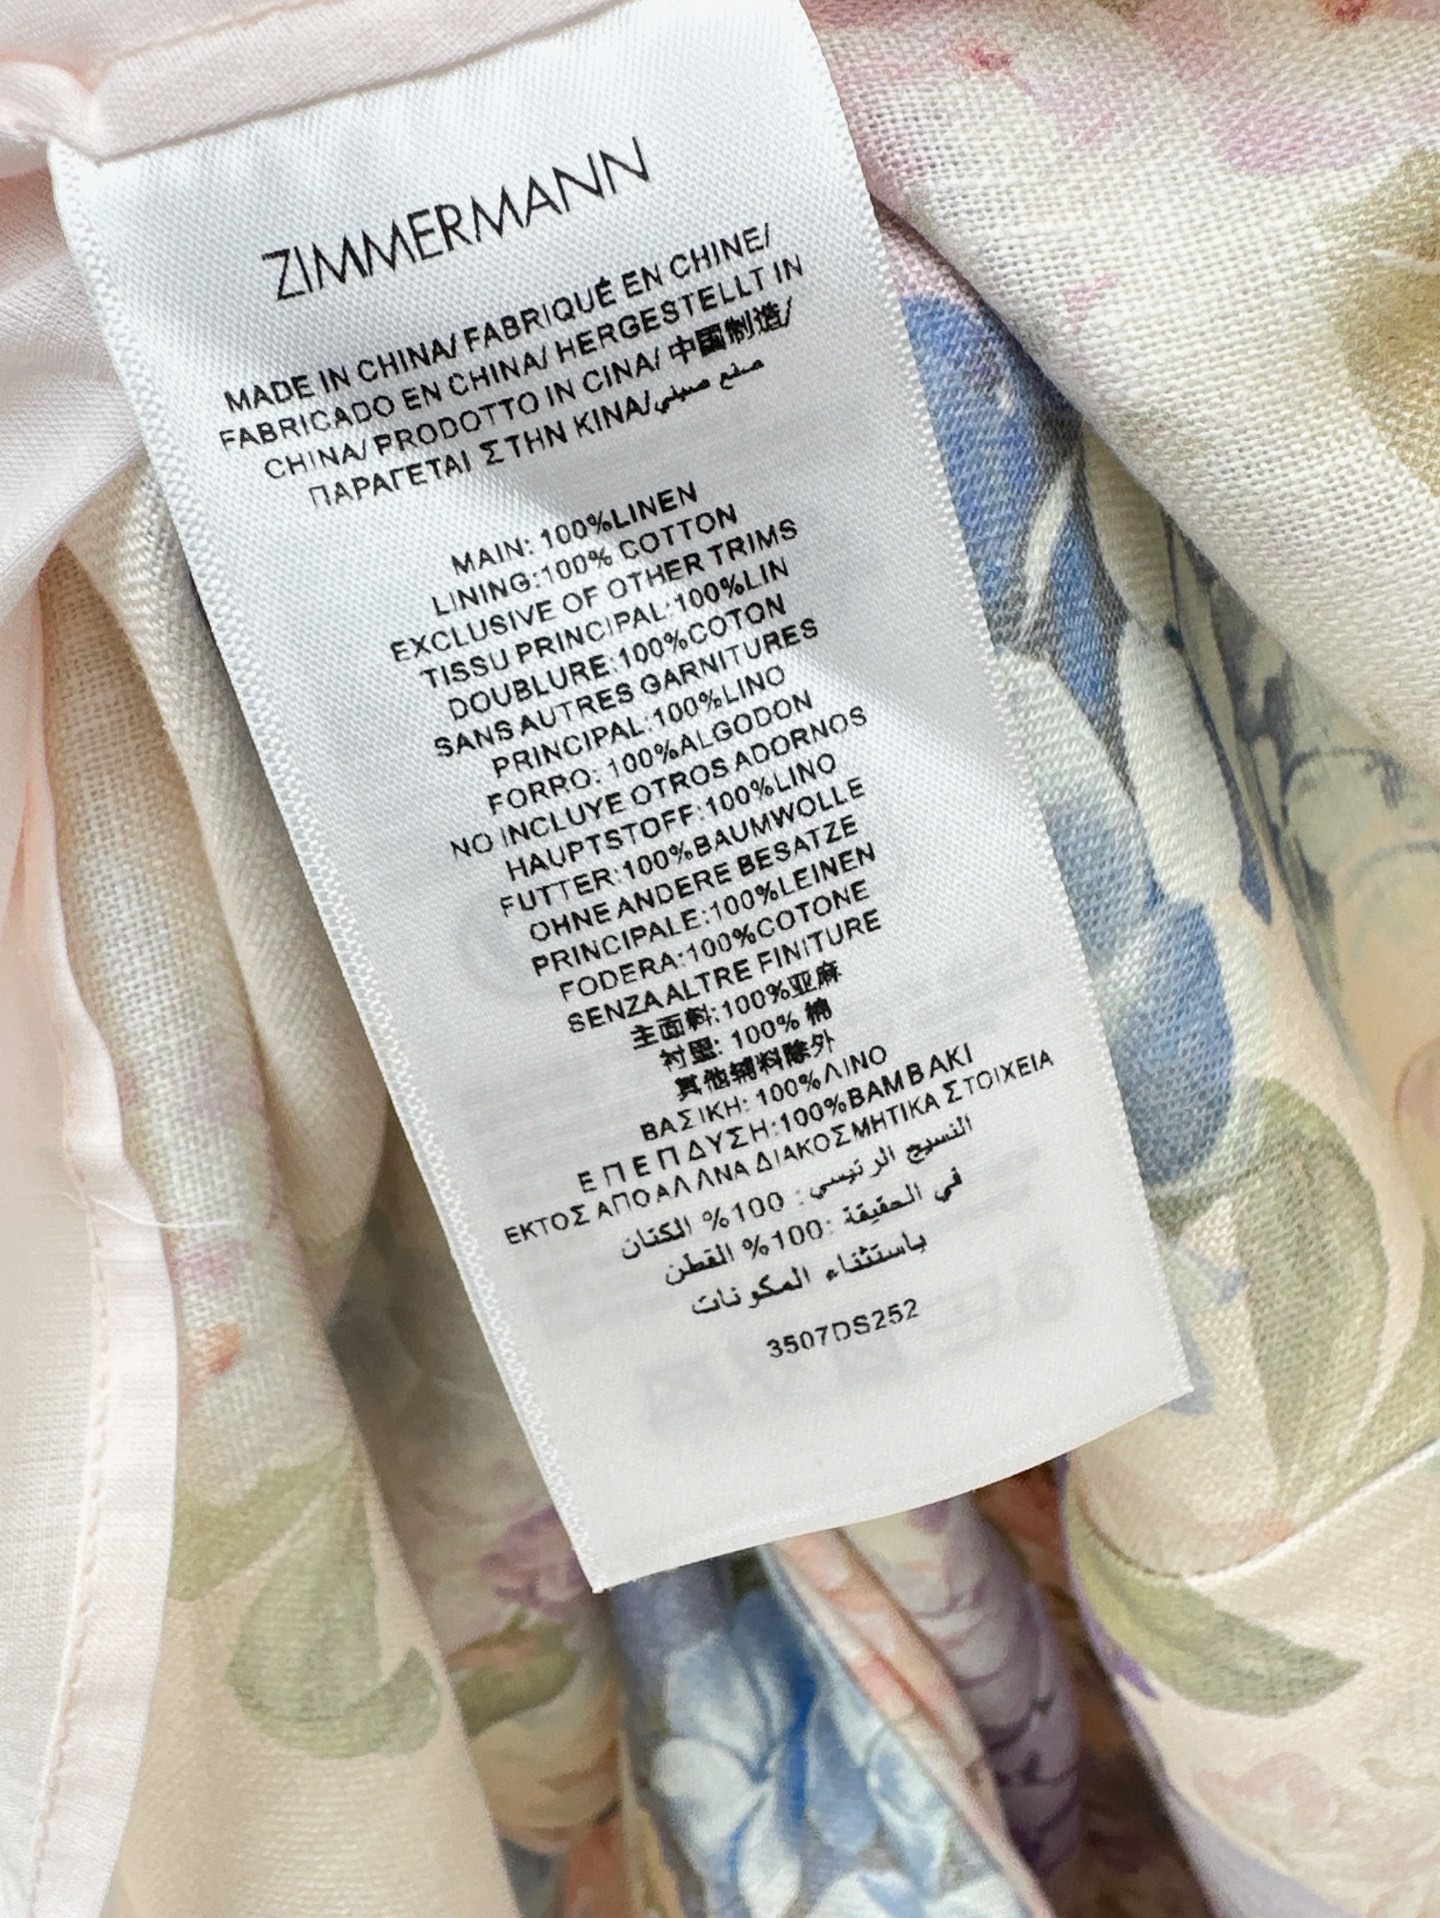 ZIMMERMANN
MADE IN CHINA/ FABRIQUÉ EN CHINE/
FABRICADO EN CHINA/ HERGESTELLT IN
CHINA/ PRODOTTO IN CINA/ 中國制造/
ΠΑΡΑΓΕΤΑΙ ΣΤΗΝ ΚΙΝΑ/صنع صيني
MAIN: 100%LINEN
LINING:100% COTTON
EXCLUSIVE OF OTHER TRIMS
TISSU PRINCIPAL:100%LIN
DOUBLURE:100%COTON
SANS AUTRES GARNITURES
PRINCIPAL:100%LINO
FORRO: 100%ALGODON
NO INCLUYE OTROS ADORNOS
HAUPTSTOFF:100%LINO
FUTTER:100%BAUMWOLLE
OHNE ANDERE BESATZE
PRINCIPALE:100%LEINEN
FODERA:100%COTONE
SENZA ALTRE FINITURE
主面料:100%亚麻
衬里: 100% 棉
其他辅料除外
ΒΑΣΙΚΗ: 100%ΛΙΝΟ
ΕΠΕΠΔΥΣΗ:100%ΒΑΜΒΑΚΙ
ΕΚΤΟΣ ΑΠΟ ΑΛΛΝΑ ΔΙΑΚΟΣΜΗΤΙΚΑ ΣΤΟΙΧΕΙΑ
النسيج الرئيسي: 100% الكتان
في الحقيقة :100% القطن
باستثناء المكونات
3507DS252